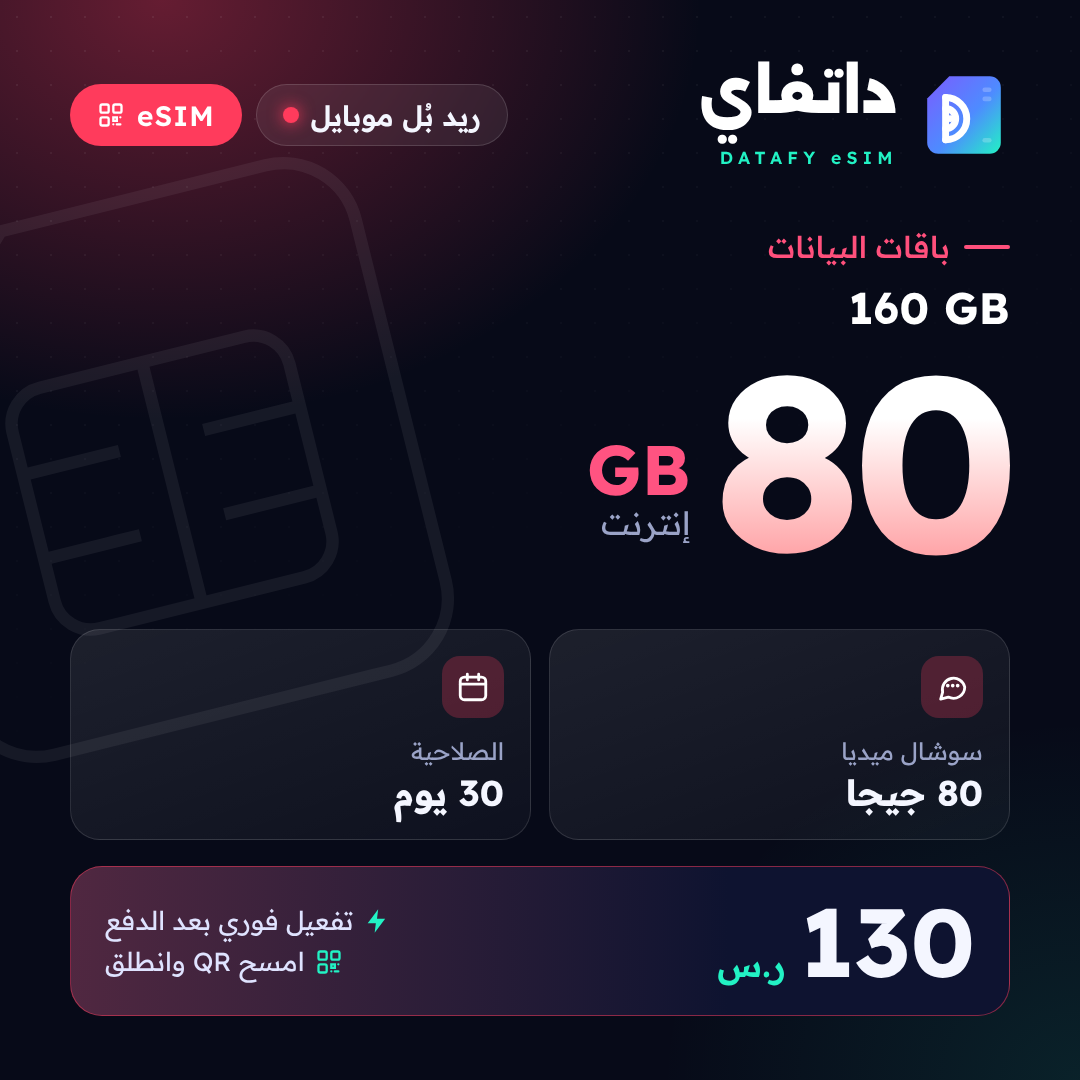 داتفاي
DATAFY eSIM
ريد بُل موبايل
eSIM
باقات البيانات
160 GB
80
GB
إنترنت
سوشال ميديا
80 جيجا
الصلاحية
30 يوم
130 ر.س
تفعيل فوري بعد الدفع
امسح QR وانطلق